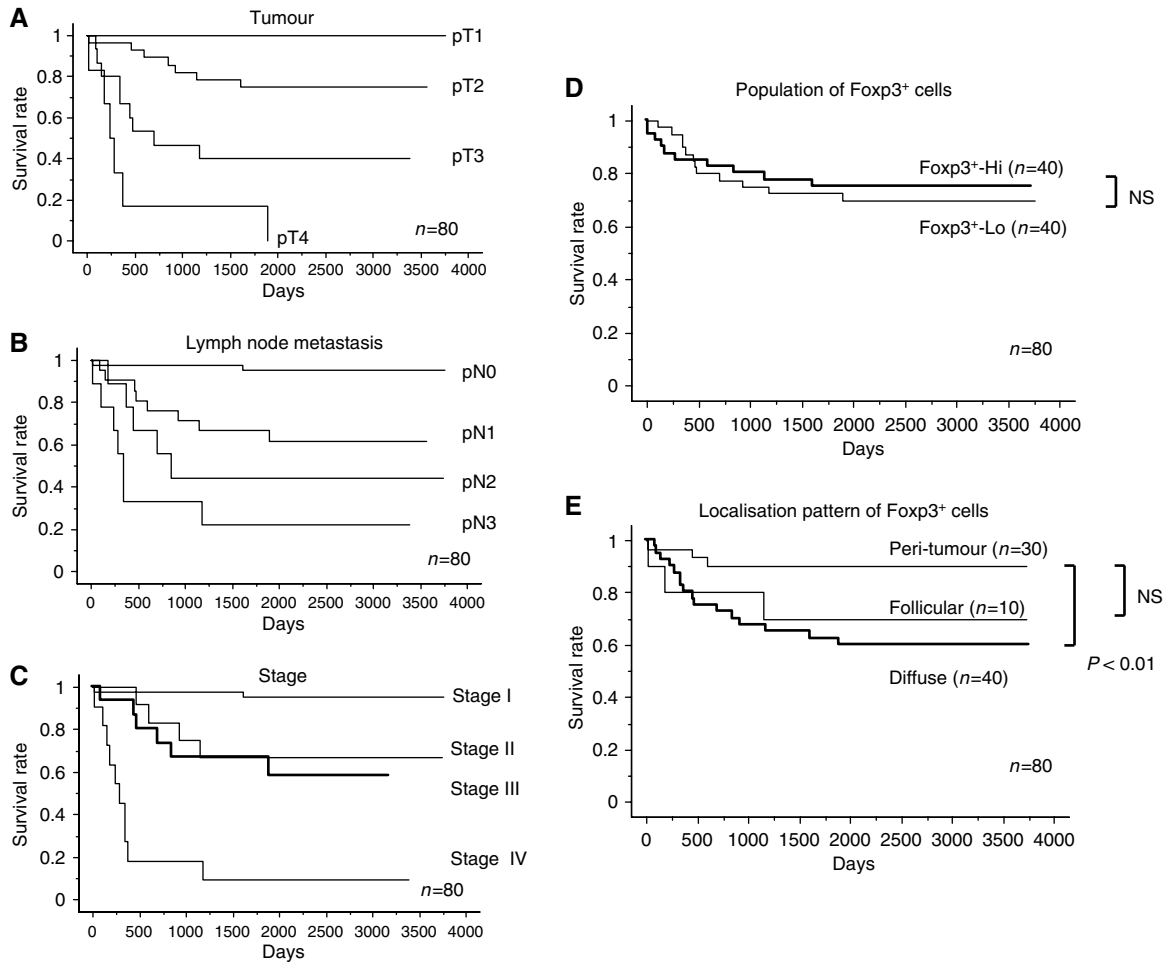 A
Tumour
Survival rate
1
0.8
0.6
0.4
0.2
0
pT1
pT2
pT3
pT4
n=80
0 500 1000 1500 2000 2500 3000 3500 4000
Days
B
Lymph node metastasis
Survival rate
1
0.8
0.6
0.4
0.2
0
pN0
pN1
pN2
pN3
n=80
0 500 1000 1500 2000 2500 3000 3500 4000
Days
C
Stage
Survival rate
1
0.8
0.6
0.4
0.2
0
Stage I
Stage II
Stage III
Stage IV
n=80
0 500 1000 1500 2000 2500 3000 3500 4000
Days
D
Population of Foxp3⁺ cells
Survival rate
1
0.8
0.6
0.4
0.2
0
Foxp3⁺-Hi (n=40)
Foxp3⁺-Lo (n=40)
NS
n=80
0 500 1000 1500 2000 2500 3000 3500 4000
Days
E
Localisation pattern of Foxp3⁺ cells
Survival rate
1
0.8
0.6
0.4
0.2
0
Peri-tumour (n=30)
Follicular (n=10)
Diffuse (n=40)
NS
P < 0.01
n=80
0 500 1000 1500 2000 2500 3000 3500 4000
Days